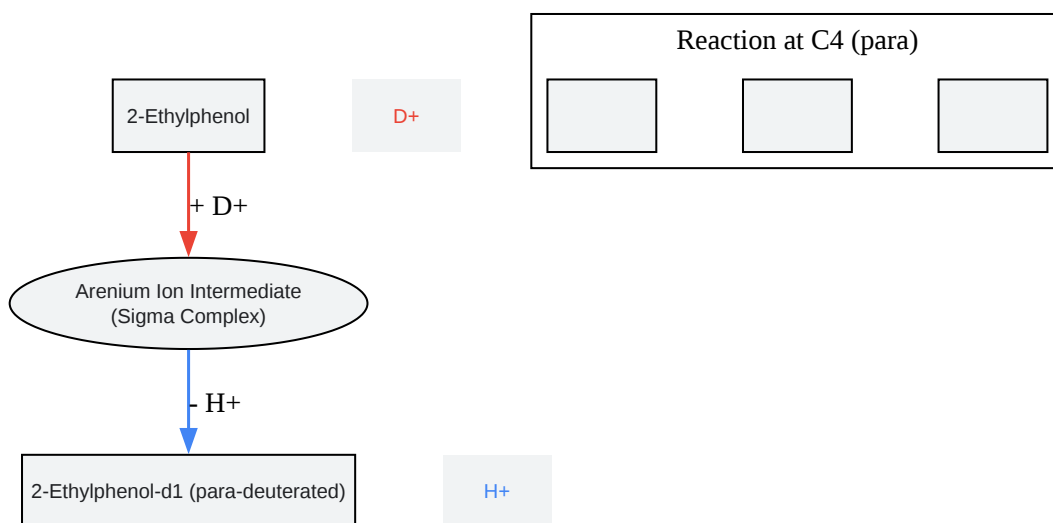 Reaction at C4 (para)
2-Ethylphenol
D+
+ D+
Arenium Ion Intermediate
(Sigma Complex)
- H+
2-Ethylphenol-d1 (para-deuterated)
H+